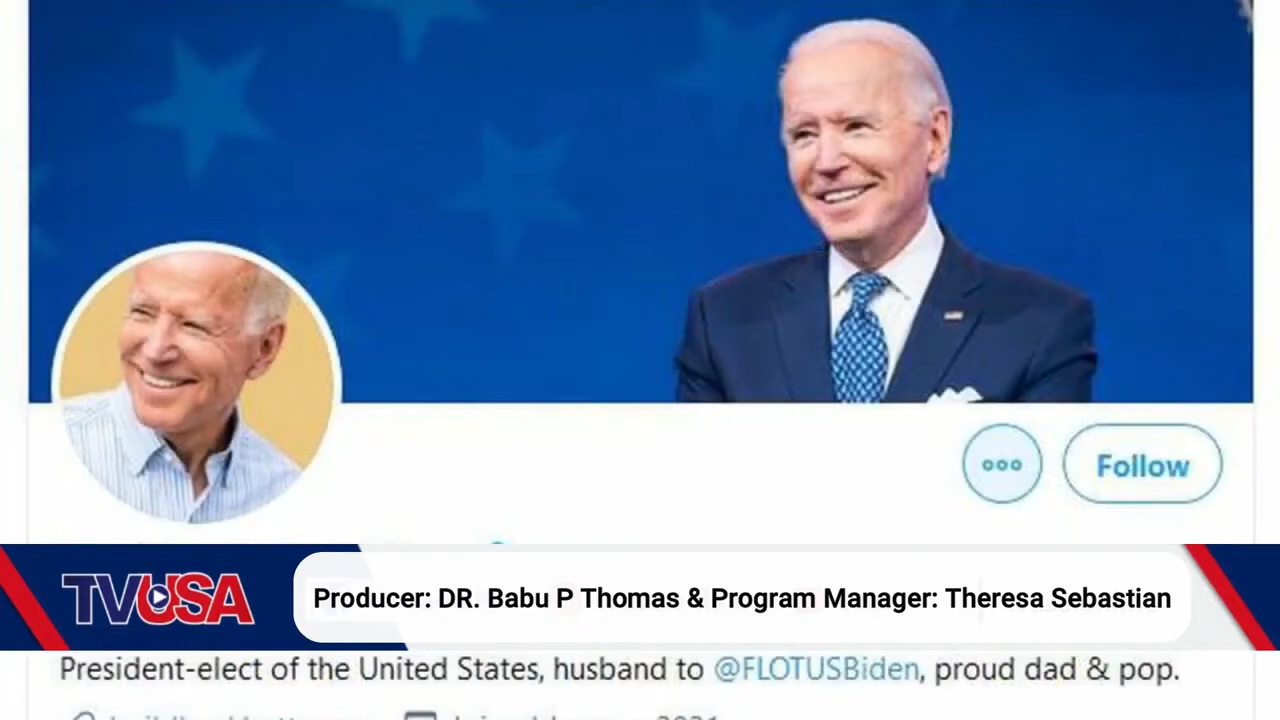 Follow
TVUSA
Producer: DR. Babu P Thomas & Program Manager: Theresa Sebastian
President-elect of the United States, husband to @FLOTUSBiden, proud dad & pop.